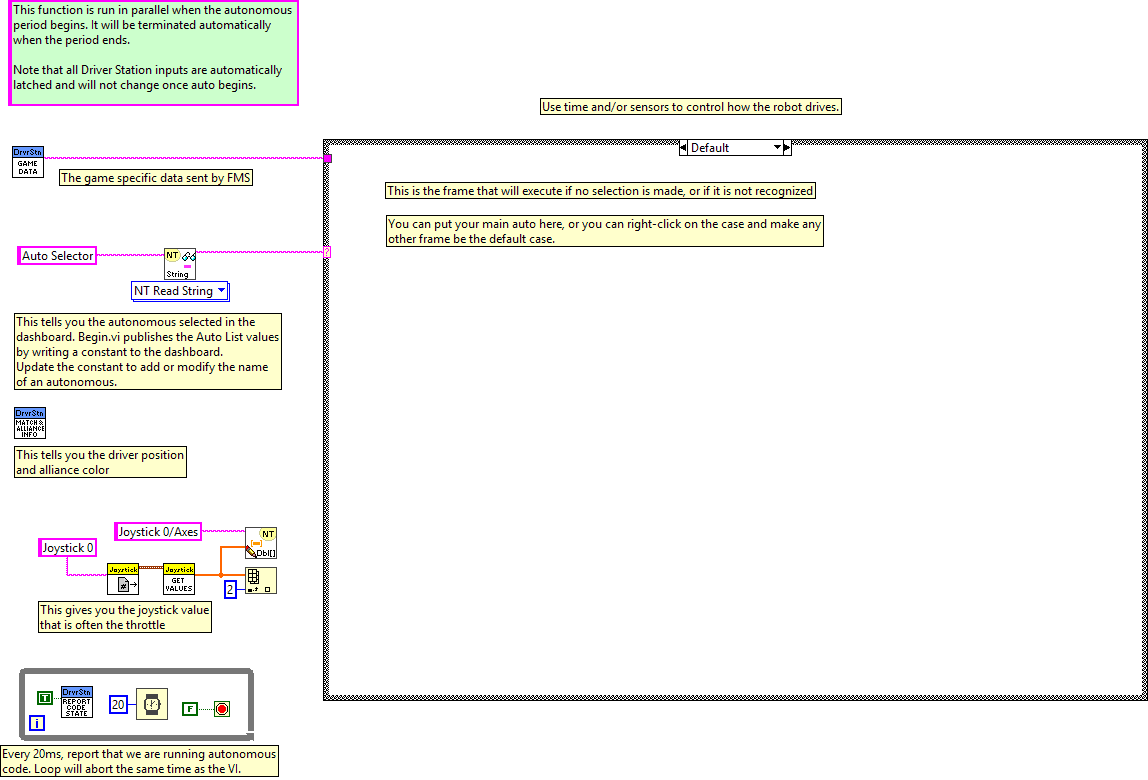 This function is run in parallel when the autonomous
period begins. It will be terminated automatically
when the period ends.
Note that all Driver Station inputs are automatically
latched and will not change once auto begins.
Use time and/or sensors to control how the robot drives.
DrvrStn
GAME
DATA
The game specific data sent by FMS
Default
This is the frame that will execute if no selection is made, or if it is not recognized
You can put your main auto here, or you can right-click on the case and make any
other frame be the default case.
Auto Selector
NT
String
?
NT Read String
This tells you the autonomous selected in the
dashboard. Begin.vi publishes the Auto List values
by writing a constant to the dashboard.
Update the constant to add or modify the name
of an autonomous.
DrvrStn
MATCH &
ALLIANCE
INFO
This tells you the driver position
and alliance color
Joystick 0/Axes
NT
Dbl[]
Joystick 0
Joystick
#
Joystick
GET
VALUES
2
This gives you the joystick value
that is often the throttle
T
DrvrStn
REPORT
CODE
STATE
20
F
i
Every 20ms, report that we are running autonomous
code. Loop will abort the same time as the VI.